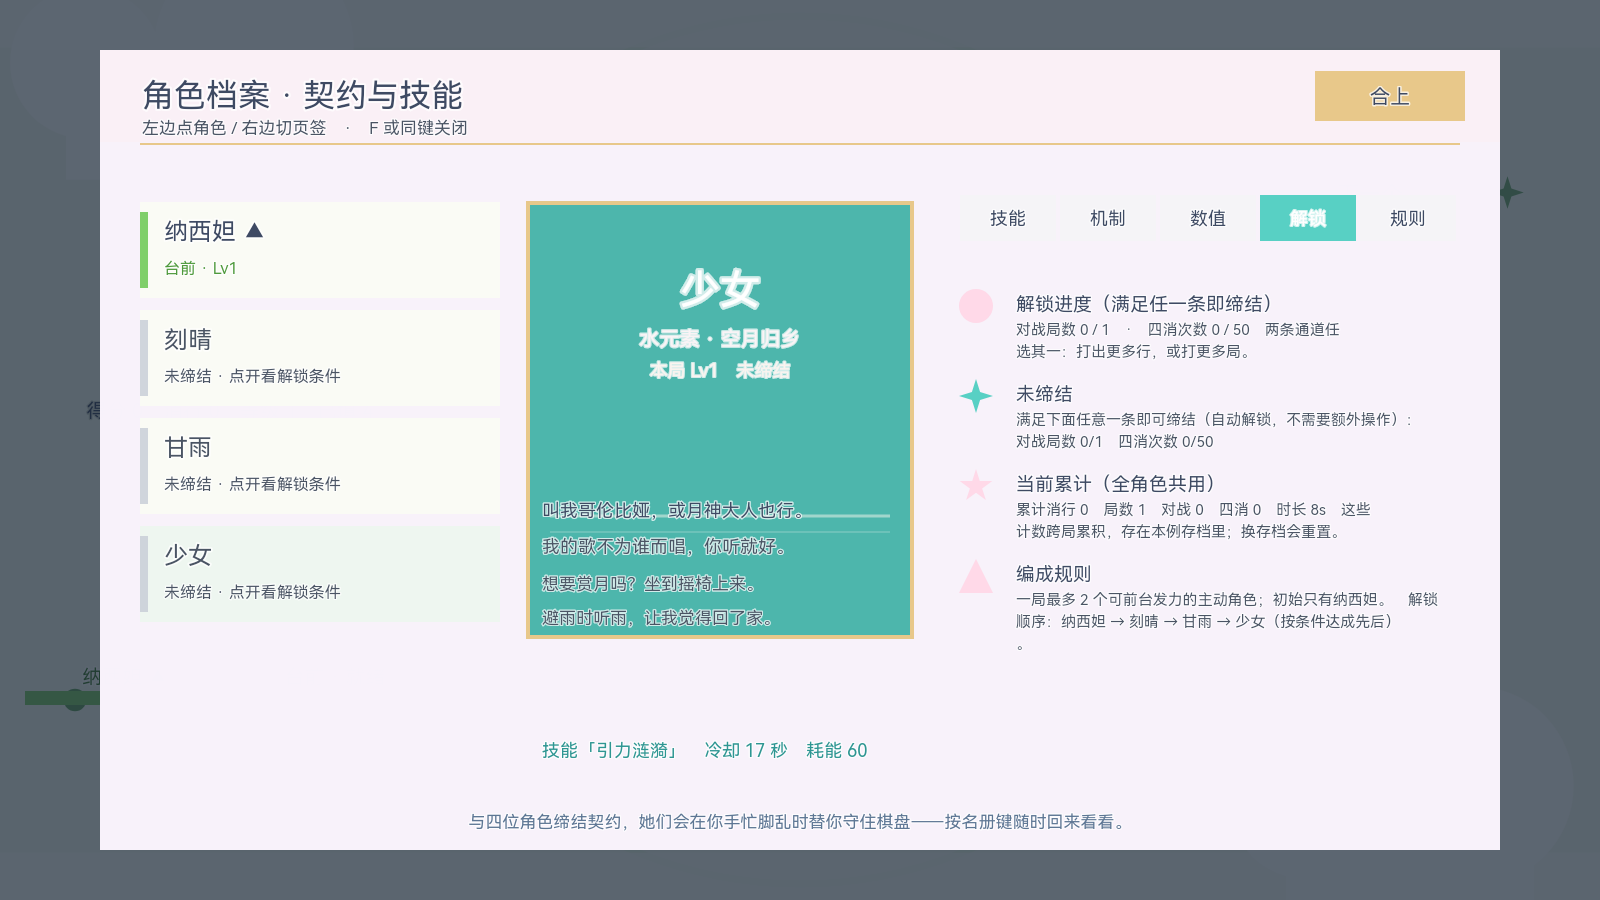 角色档案 · 契约与技能
左边点角色 / 右边切页签 · F 或同键关闭
合上
纳西妲 ▲
台前 · Lv1
刻晴
未缔结 · 点开看解锁条件
甘雨
未缔结 · 点开看解锁条件
少女
未缔结 · 点开看解锁条件
少女
水元素 · 空月归乡
本局 Lv1 未缔结
叫我哥伦比娅，或月神大人也行。
我的歌不为谁而唱，你听就好。
想要赏月吗？坐到摇椅上来。
避雨时听雨，让我觉得回了家。
技能「引力涟漪」 冷却 17 秒 耗能 60
技能 机制 数值 解锁 规则
解锁进度（满足任一条即缔结）
对战局数 0 / 1 · 四消次数 0 / 50 两条通道任
选其一：打出更多行，或打更多局。
未缔结
满足下面任意一条即可缔结（自动解锁，不需要额外操作）：
对战局数 0/1 四消次数 0/50
当前累计（全角色共用）
累计消行 0 局数 1 对战 0 四消 0 时长 8s 这些
计数跨局累积，存在本例存档里；换存档会重置。
编成规则
一局最多 2 个可前台发力的主动角色；初始只有纳西妲。 解锁
顺序：纳西妲 → 刻晴 → 甘雨 → 少女（按条件达成先后）
。
与四位角色缔结契约，她们会在你手忙脚乱时替你守住棋盘——按名册键随时回来看看。
得
纳